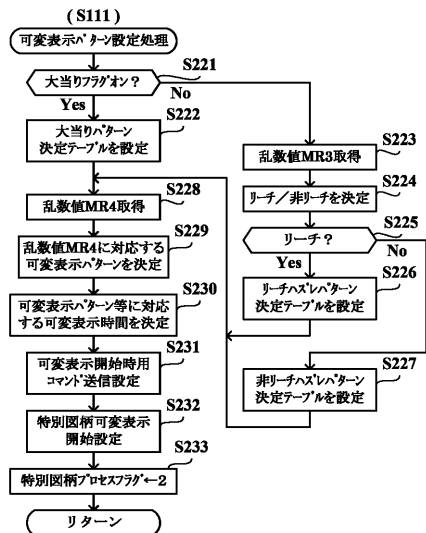 (S111)
可変表示ﾊﾟﾀｰﾝ設定処理
S221
大当りﾌﾗｸﾞｵﾝ？
Yes
No
S222
大当りﾊﾟﾀｰﾝ
決定ﾃｰﾌﾞﾙを設定
S223
乱数値MR3取得
S224
ﾘｰﾁ／非ﾘｰﾁを決定
S225
ﾘｰﾁ？
Yes
No
S226
ﾘｰﾁﾊｽﾞﾚﾊﾟﾀｰﾝ
決定ﾃｰﾌﾞﾙを設定
S227
非ﾘｰﾁﾊｽﾞﾚﾊﾟﾀｰﾝ
決定ﾃｰﾌﾞﾙを設定
S228
乱数値MR4取得
S229
乱数値MR4に対応する
可変表示ﾊﾟﾀｰﾝを決定
S230
可変表示ﾊﾟﾀｰﾝ等に対応
する可変表示時間を決定
S231
可変表示開始時用
ｺﾏﾝﾄﾞ送信設定
S232
特別図柄可変表示
開始設定
S233
特別図柄ﾌﾟﾛｾｽﾌﾗｸﾞ←2
リターン